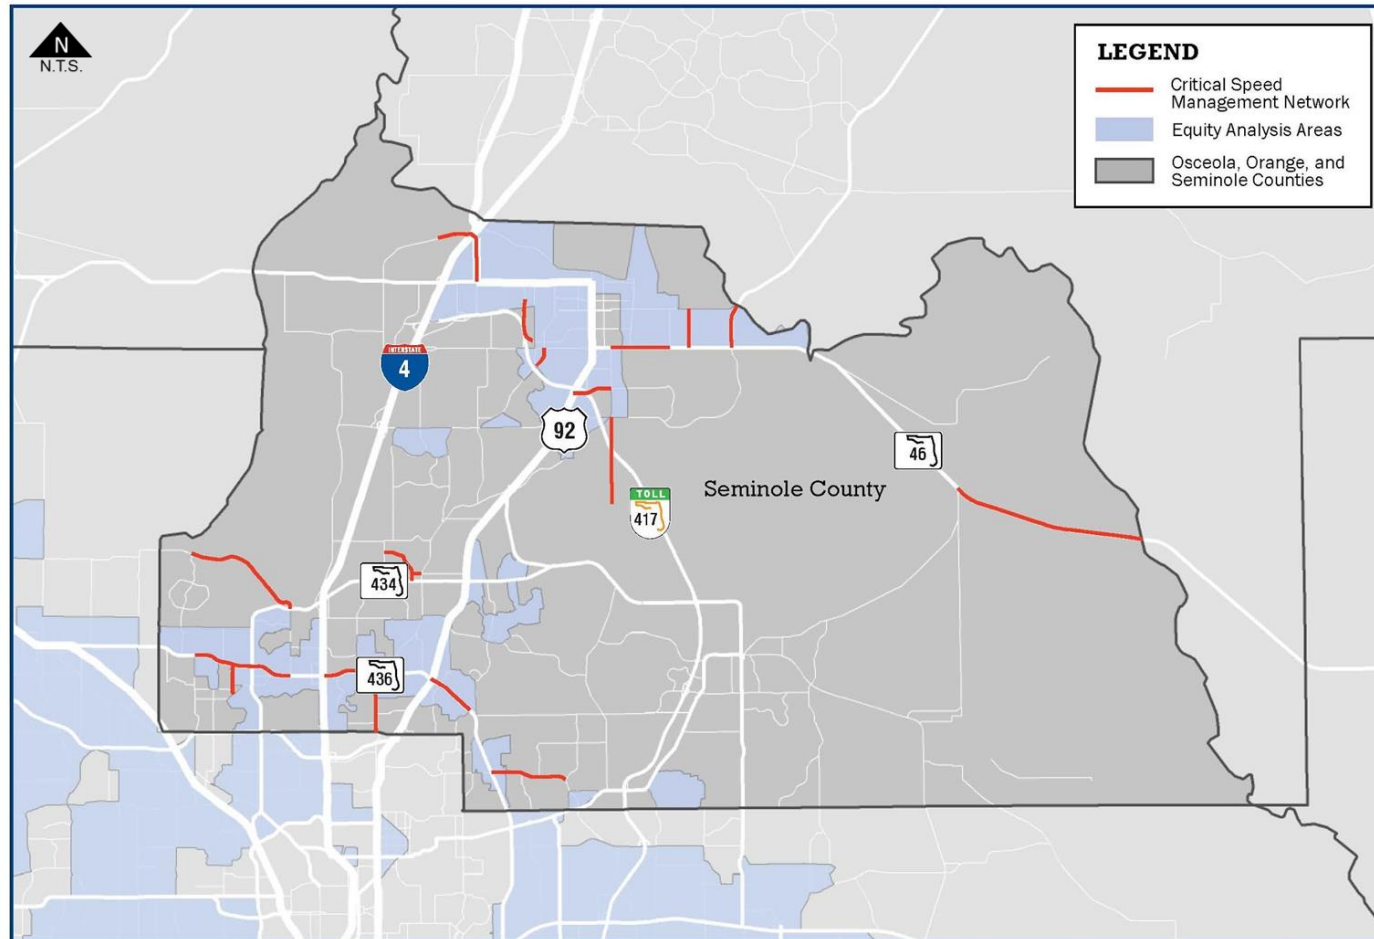 N
N.T.S.
LEGEND
Critical Speed
Management Network
Equity Analysis Areas
Osceola, Orange, and
Seminole Counties
INTERSTATE
4
92
46
TOLL
417
Seminole County
434
436